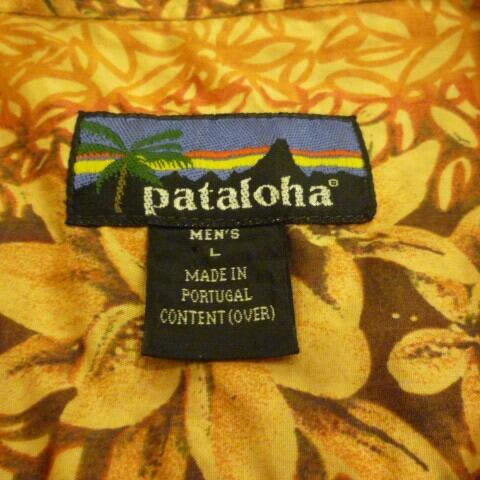 pataloha®
MEN'S
L
MADE IN
PORTUGAL
CONTENT (OVER)